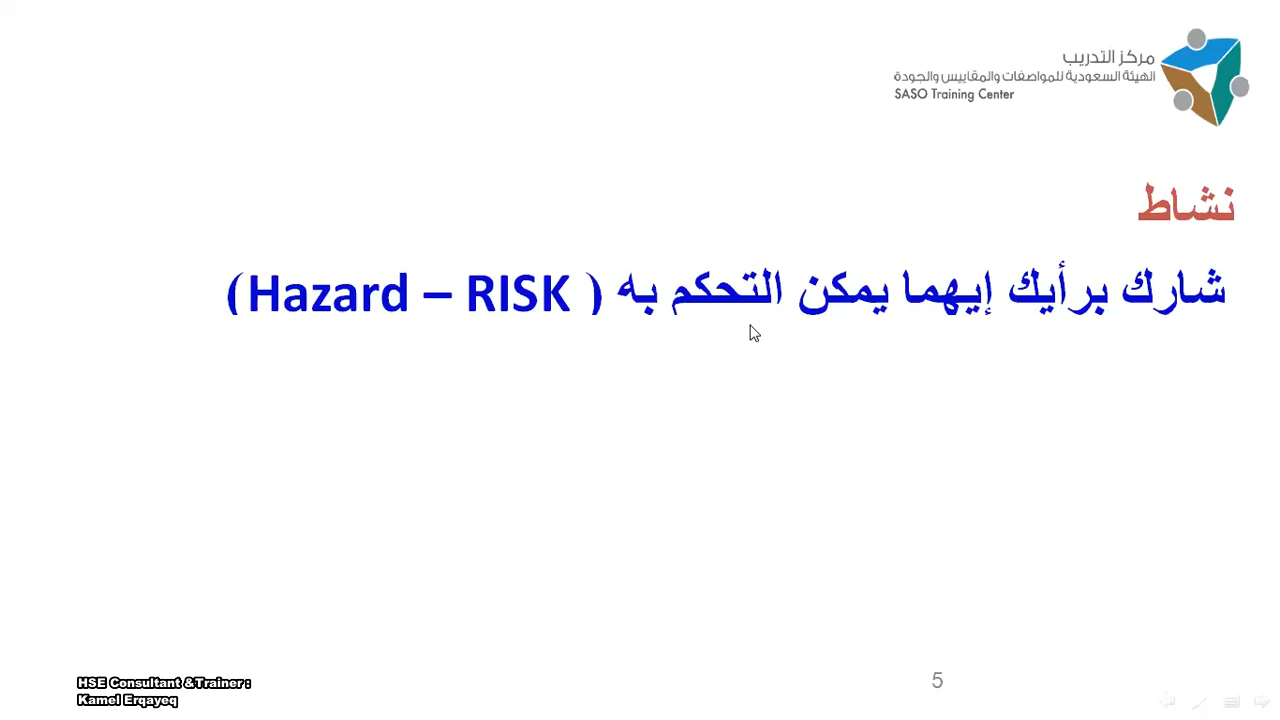 مركز التدريب
الهيئة السعودية للمواصفات والمقاييس والجودة
SASO Training Center
نشاط
شارك برأيك إيهما يمكن التحكم به ( Hazard – RISK)
HSE Consultant &Trainer:
Kamel Erqayeq
5